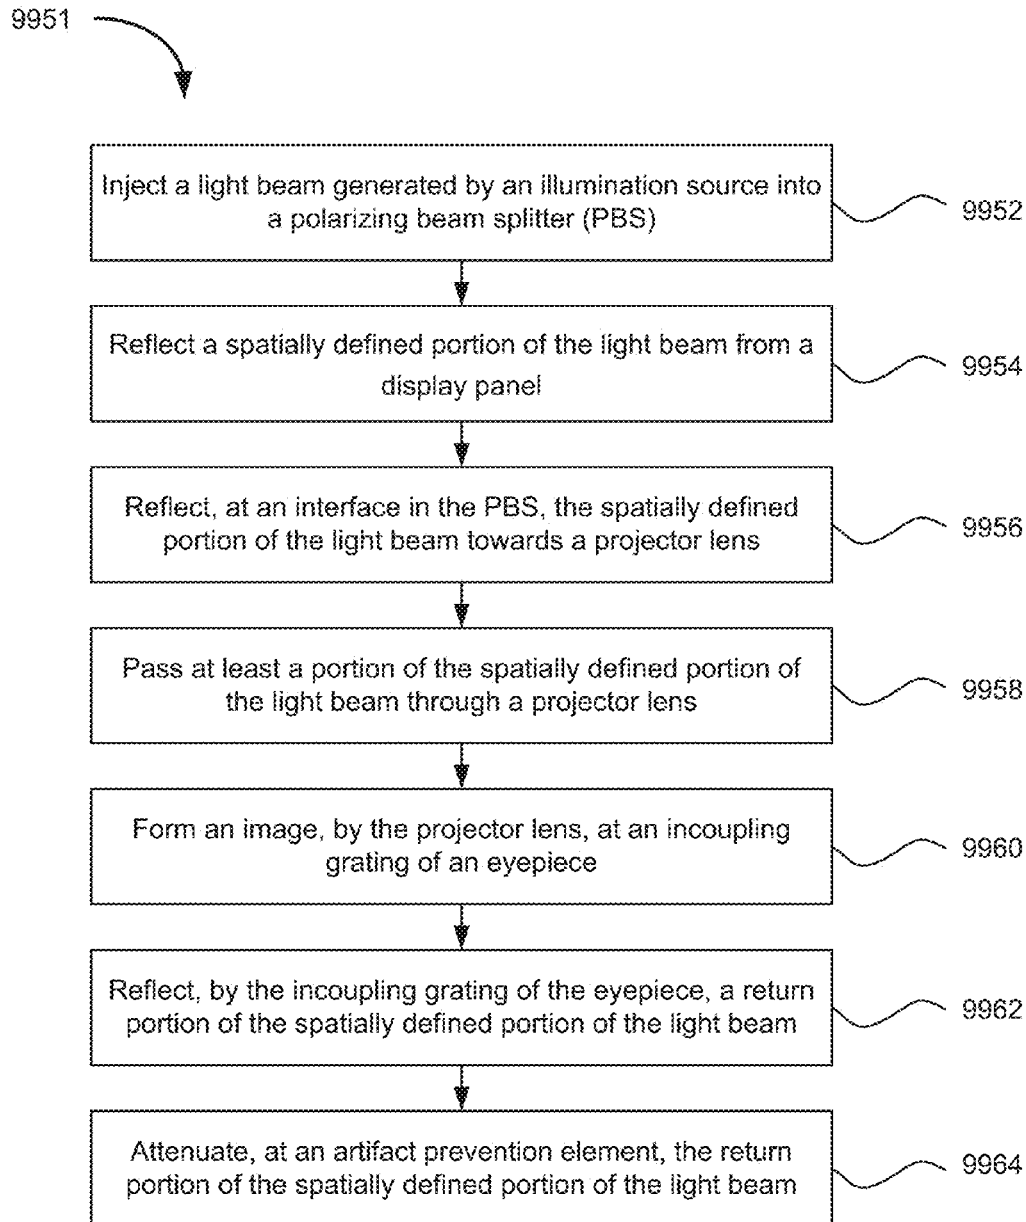 9951
Inject a light beam generated by an illumination source into
a polarizing beam splitter (PBS)
9952
Reflect a spatially defined portion of the light beam from a
display panel
9954
Reflect, at an interface in the PBS, the spatially defined
portion of the light beam towards a projector lens
9956
Pass at least a portion of the spatially defined portion of
the light beam through a projector lens
9958
Form an image, by the projector lens, at an incoupling
grating of an eyepiece
9960
Reflect, by the incoupling grating of the eyepiece, a return
portion of the spatially defined portion of the light beam
9962
Attenuate, at an artifact prevention element, the return
portion of the spatially defined portion of the light beam
9964